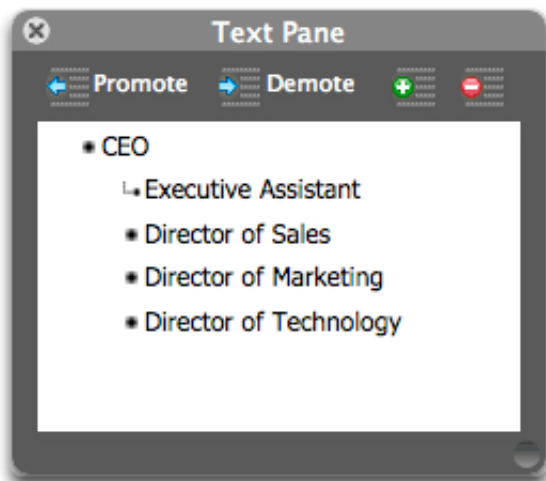 Text Pane
Promote Demote
CEO
Executive Assistant
Director of Sales
Director of Marketing
Director of Technology